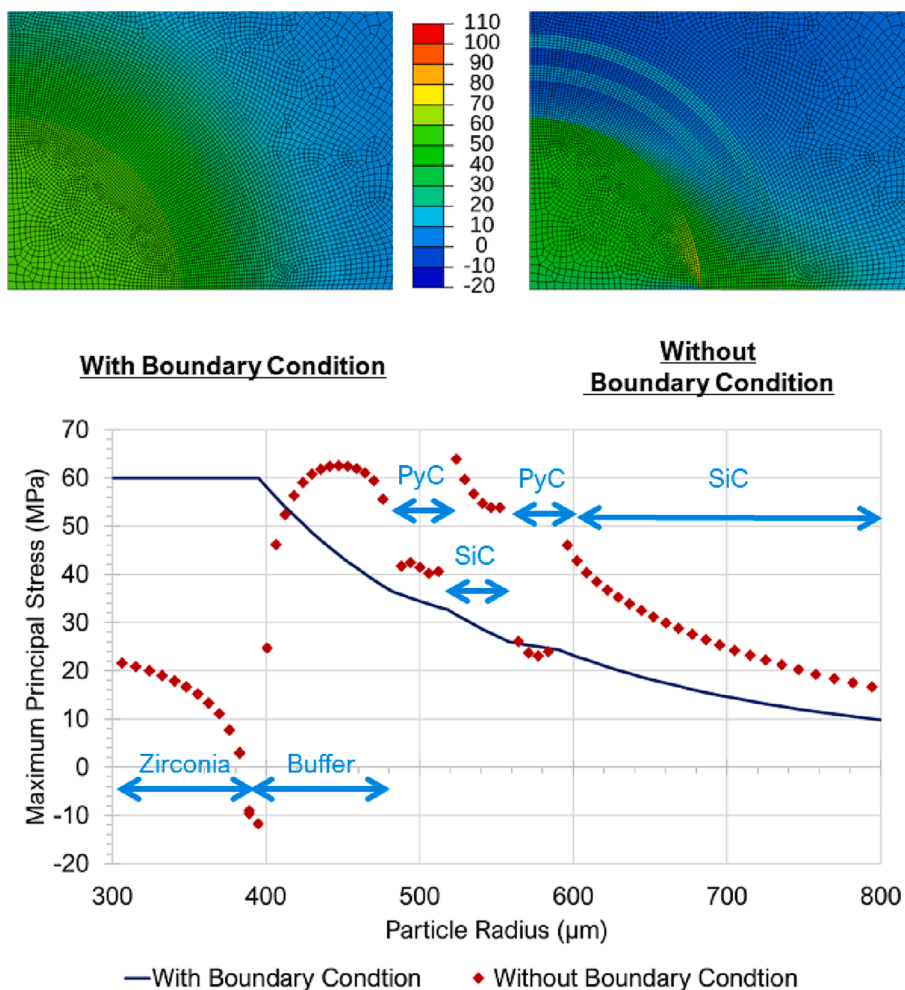 110
100
90
80
70
60
50
40
30
20
10
0
-10
-20
With Boundary Condition
Without
Boundary Condition
70
60
50
40
30
20
10
0
-10
-20
Maximum Principal Stress (MPa)
PyC
PyC
SiC
SiC
Zirconia
Buffer
300
400
500
600
700
800
Particle Radius (µm)
With Boundary Condtion
Without Boundary Condtion